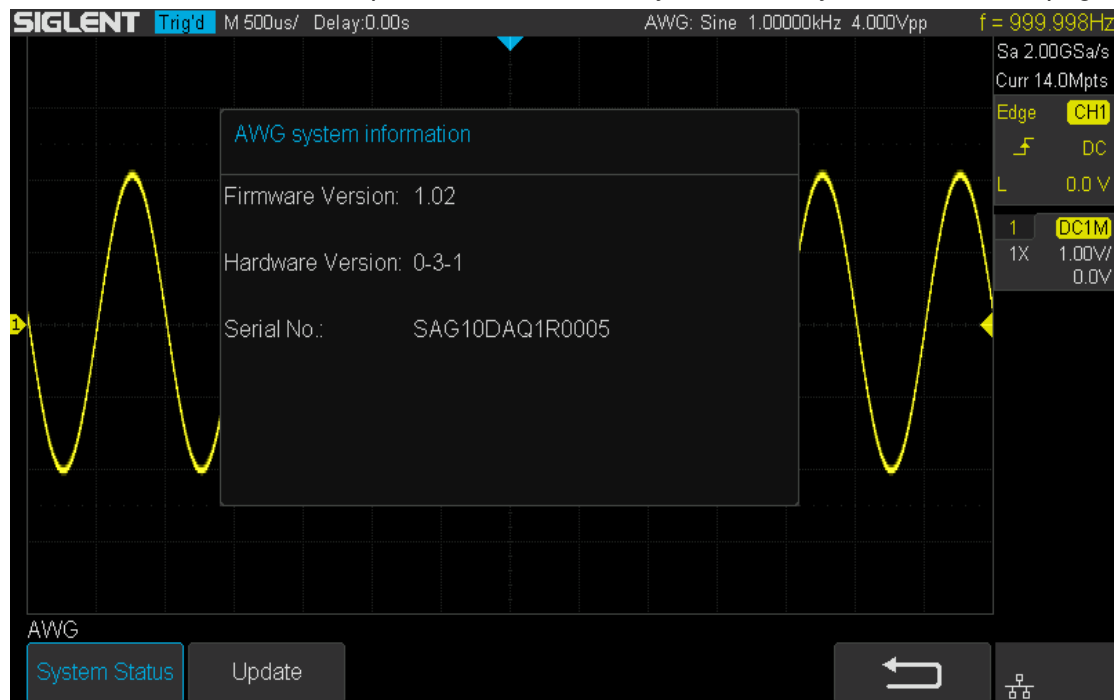 SIGLENT Trig'd M 500us/ Delay:0.00s AWG: Sine 1.00000kHz 4.000Vpp f = 999.998Hz
Sa 2.00GSa/s
Curr 14.0Mpts
Edge CH1
DC
L 0.0 V
1 DC1M
1X 1.00V/
0.0V
AWG system information
Firmware Version: 1.02
Hardware Version: 0-3-1
Serial No.: SAG10DAQ1R0005
1
AWG
System Status Update